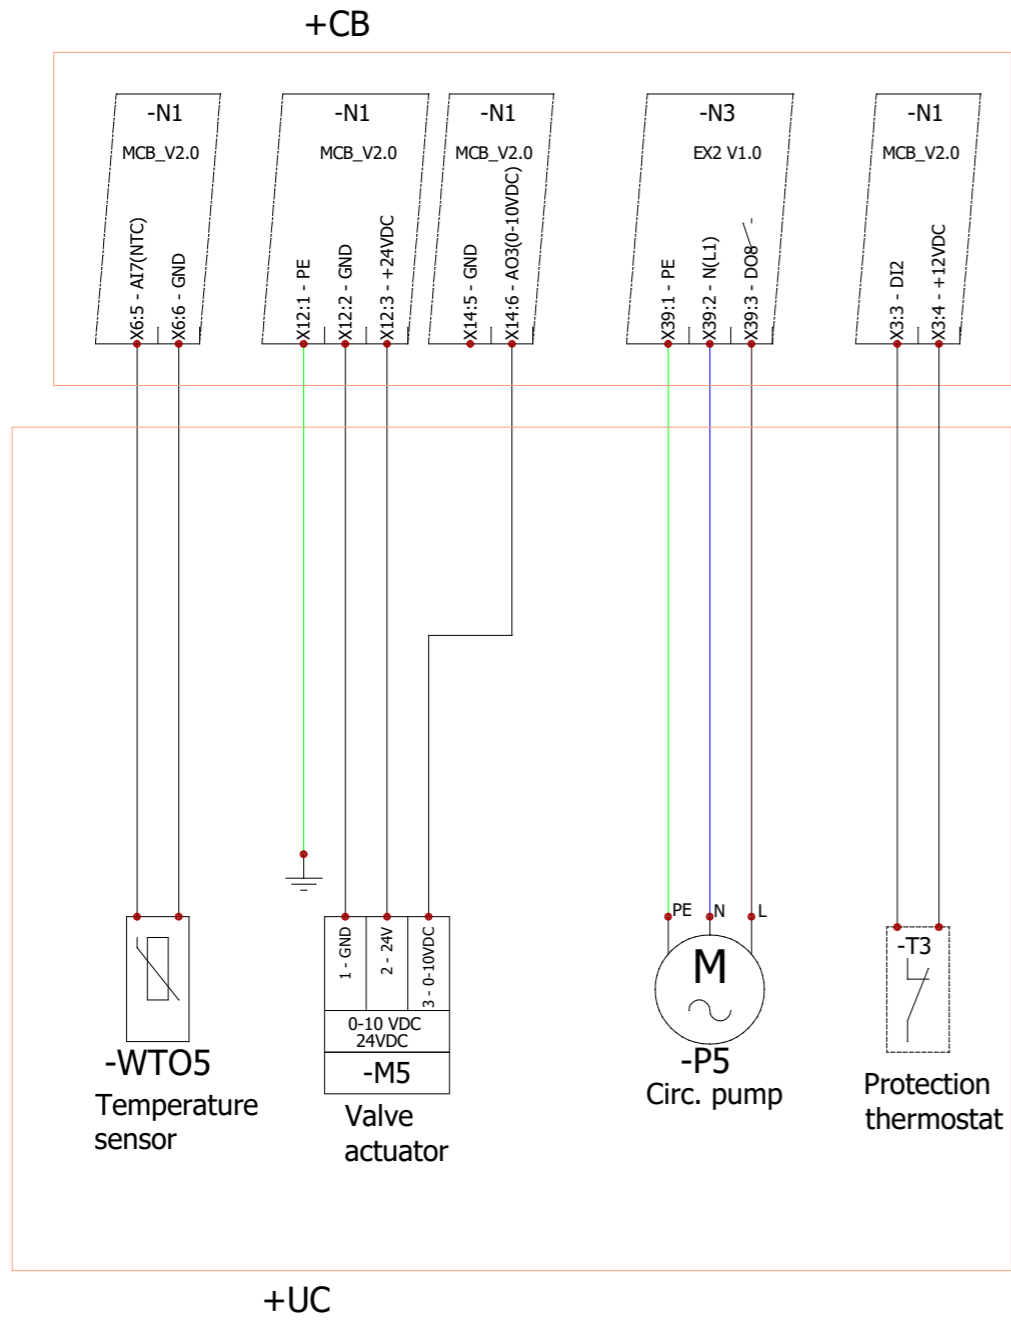 +CB
-N1
MCB_V2.0
X6:5 - AI7(NTC)
X6:6 - GND
-N1
MCB_V2.0
X12:1 - PE
X12:2 - GND
X12:3 - +24VDC
-N1
MCB_V2.0
X14:5 - GND
X14:6 - AO3(0-10VDC)
-N3
EX2 V1.0
X39:1 - PE
X39:2 - N(L1)
X39:3 - DO8
-N1
MCB_V2.0
X3:3 - DI2
X3:4 - +12VDC
-WTO5
Temperature
sensor
1 - GND
2 - 24V
3 - 0-10VDC
0-10 VDC
24VDC
-M5
Valve
actuator
PE
N
L
M
-P5
Circ. pump
-T3
Protection
thermostat
+UC